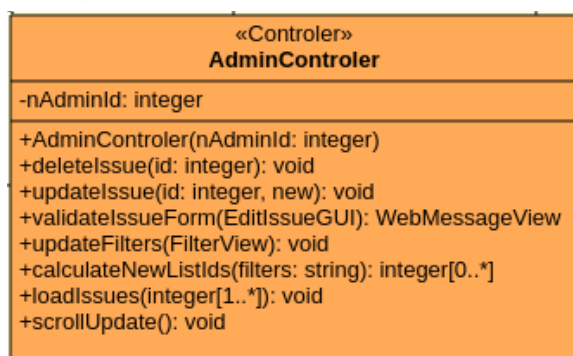 «Controler»
AdminControler
-nAdminId: integer
+AdminControler(nAdminId: integer)
+deleteIssue(id: integer): void
+updateIssue(id: integer, new): void
+validateIssueForm(EditIssueGUI): WebMessageView
+updateFilters(FilterView): void
+calculateNewListIds(filters: string): integer[0..*]
+loadIssues(integer[1..*]): void
+scrollUpdate(): void